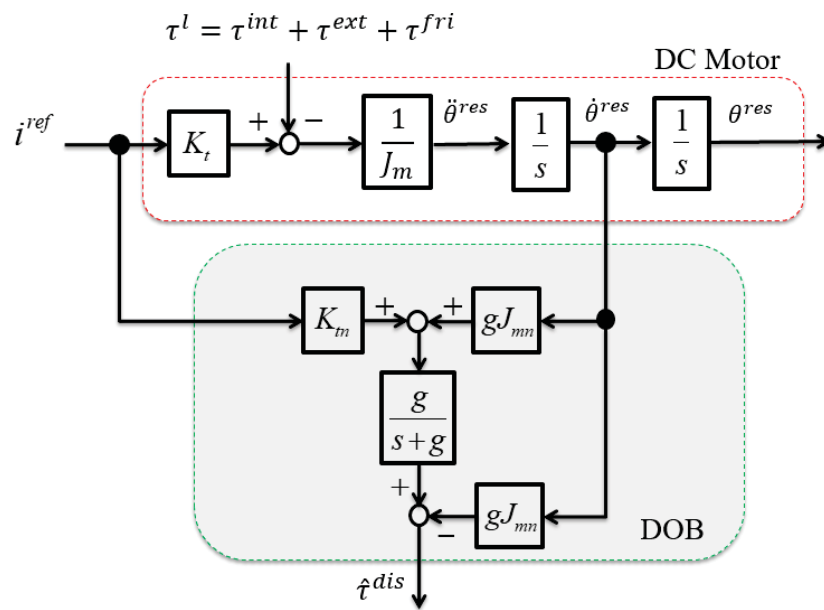 τ^l = τ^int + τ^ext + τ^fri
DC Motor
i^ref
K_t
+
−
1/J_m
θ̈^res
1/s
θ̇^res
1/s
θ^res
K_tn
+
+
gJ_mn
g/(s+g)
+
−
gJ_mn
DOB
τ̂^dis